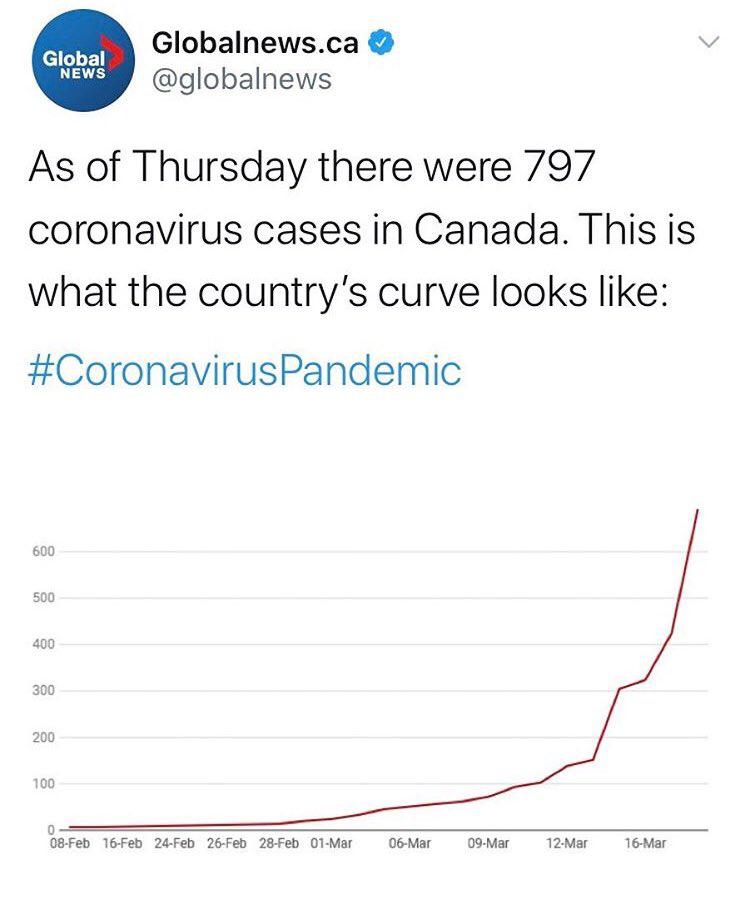 Global
NEWS
Globalnews.ca
@globalnews
As of Thursday there were 797
coronavirus cases in Canada. This is
what the country's curve looks like:
#CoronavirusPandemic
600
500
400
300
200
100
0
08-Feb 16-Feb 24-Feb 26-Feb 28-Feb 01-Mar 06-Mar 09-Mar 12-Mar 16-Mar